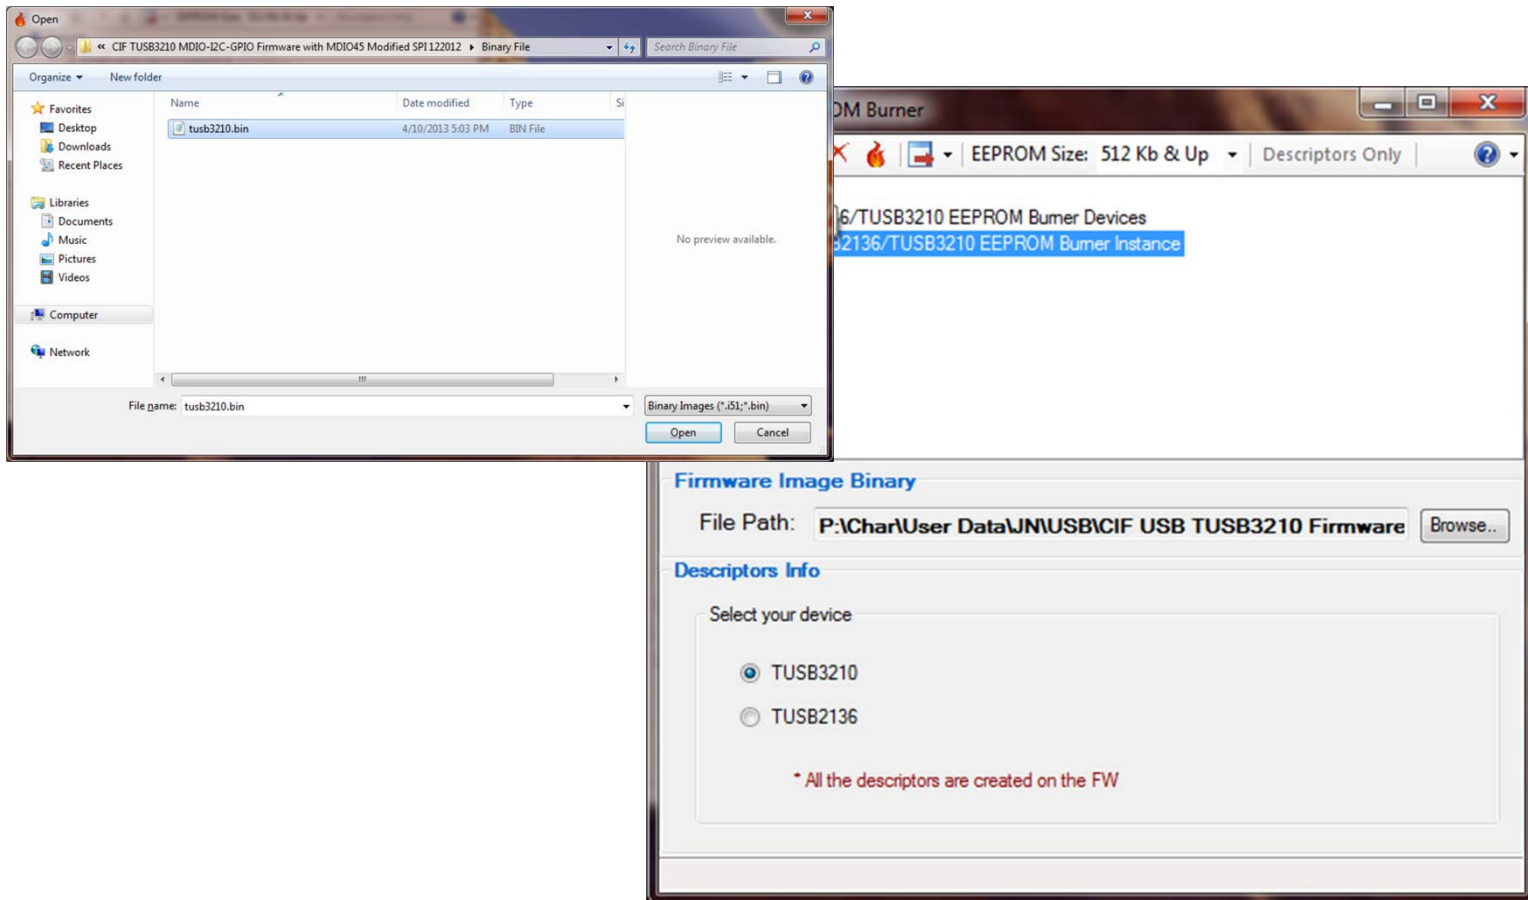 Open
« CIF TUSB3210 MDIO-I2C-GPIO Firmware with MDIO45 Modified SPI 122012 ▸ Binary File
Search Binary File
Organize
New folder
Favorites
Desktop
Downloads
Recent Places
Libraries
Documents
Music
Pictures
Videos
Computer
Network
Name Date modified Type Si
tusb3210.bin 4/10/2013 5:03 PM BIN File
No preview available.
File name: tusb3210.bin
Binary Images (*.i51;*.bin)
Open Cancel
OM Burner
EEPROM Size: 512 Kb & Up Descriptors Only
6/TUSB3210 EEPROM Burner Devices
2136/TUSB3210 EEPROM Burner Instance
Firmware Image Binary
File Path: P:\Char\User Data\JN\USB\CIF USB TUSB3210 Firmware Browse..
Descriptors Info
Select your device
TUSB3210
TUSB2136
* All the descriptors are created on the FW